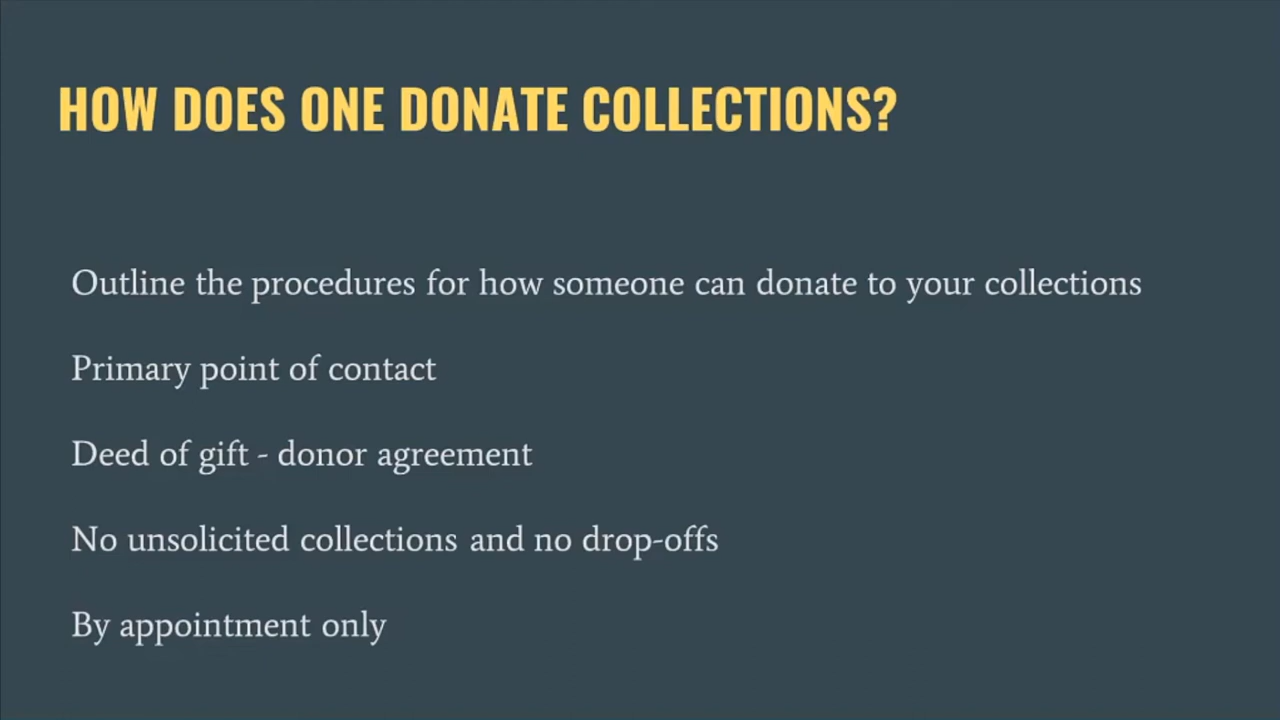 HOW DOES ONE DONATE COLLECTIONS?
Outline the procedures for how someone can donate to your collections
Primary point of contact
Deed of gift - donor agreement
No unsolicited collections and no drop-offs
By appointment only